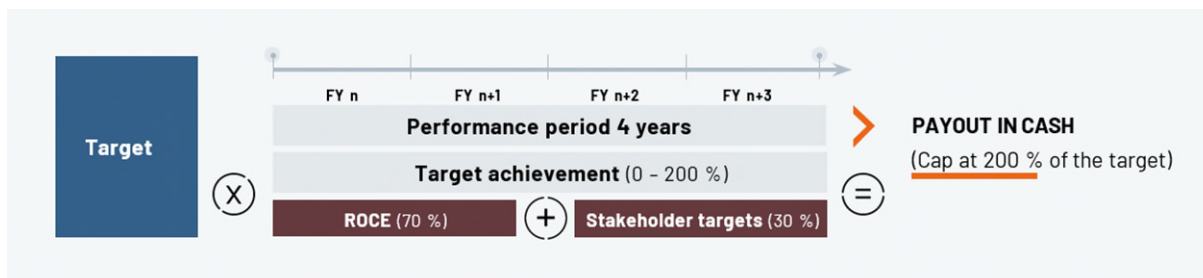 FY n FY n+1 FY n+2 FY n+3
Target
Performance period 4 years
PAYOUT IN CASH
(Cap at 200 % of the target)
Target achievement (0 – 200 %)
X
=
ROCE (70 %) + Stakeholder targets (30 %)